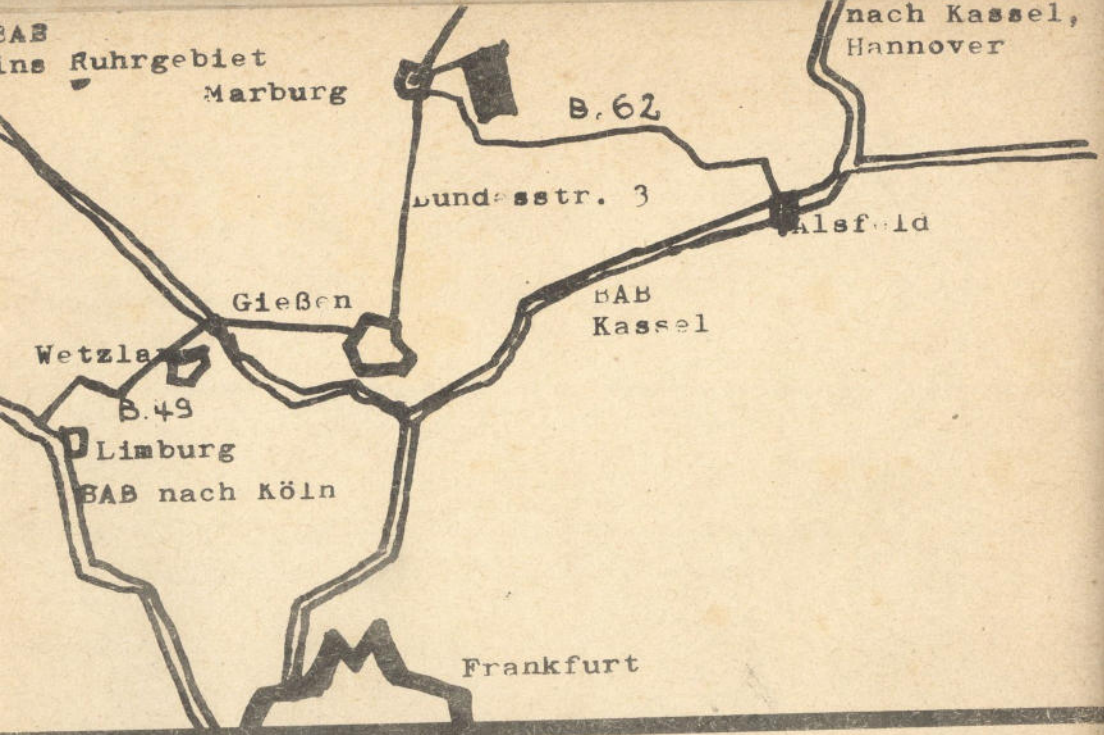 BAB
ins Ruhrgebiet
Marburg
nach Kassel,
Hannover
B.62
Bundesstr. 3
Alsfeld
Gießen
BAB
Kassel
Wetzlar
B.49
Limburg
BAB nach Köln
Frankfurt